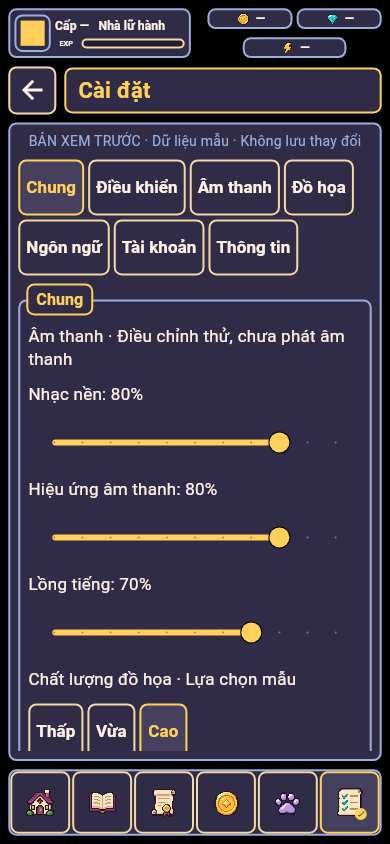 Cấp — Nhà lữ hành
EXP
—
—
—
Cài đặt
BẢN XEM TRƯỚC · Dữ liệu mẫu · Không lưu thay đổi
Chung Điều khiển Âm thanh Đồ họa
Ngôn ngữ Tài khoản Thông tin
Chung
Âm thanh · Điều chỉnh thử, chưa phát âm
thanh
Nhạc nền: 80%
Hiệu ứng âm thanh: 80%
Lồng tiếng: 70%
Chất lượng đồ họa · Lựa chọn mẫu
Thấp Vừa Cao